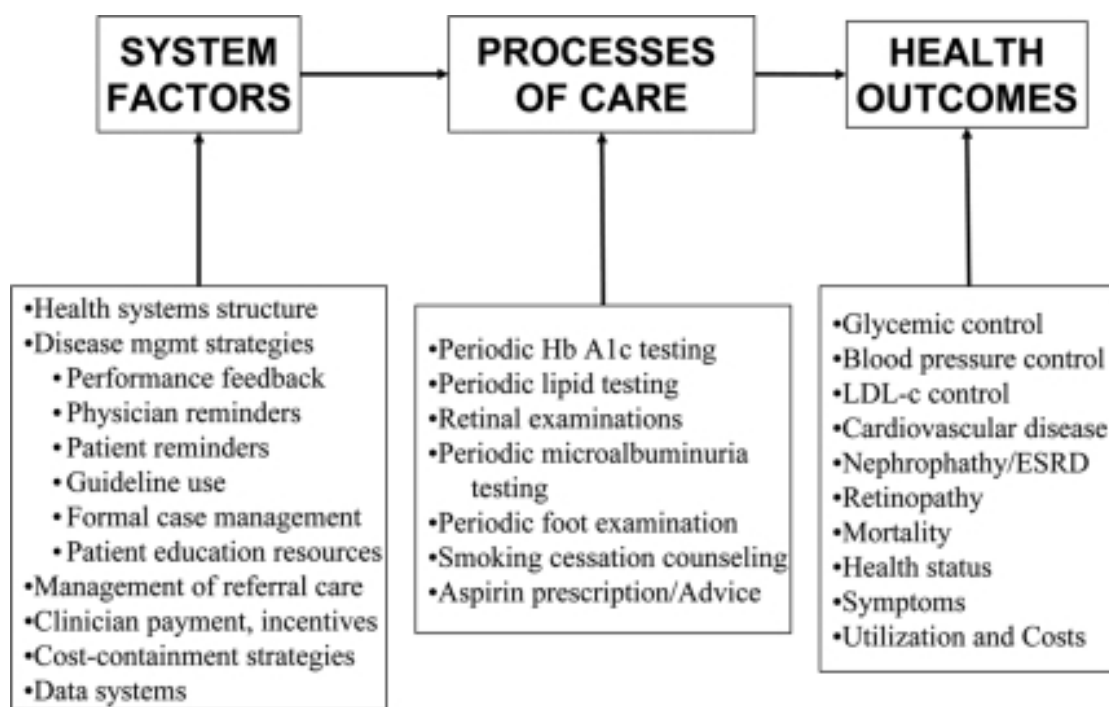 SYSTEM
FACTORS
PROCESSES
OF CARE
HEALTH
OUTCOMES
•Health systems structure
•Disease mgmt strategies
•Performance feedback
•Physician reminders
•Patient reminders
•Guideline use
•Formal case management
•Patient education resources
•Management of referral care
•Clinician payment, incentives
•Cost-containment strategies
•Data systems
•Periodic Hb A1c testing
•Periodic lipid testing
•Retinal examinations
•Periodic microalbuminuria
testing
•Periodic foot examination
•Smoking cessation counseling
•Aspirin prescription/Advice
•Glycemic control
•Blood pressure control
•LDL-c control
•Cardiovascular disease
•Nephrophathy/ESRD
•Retinopathy
•Mortality
•Health status
•Symptoms
•Utilization and Costs